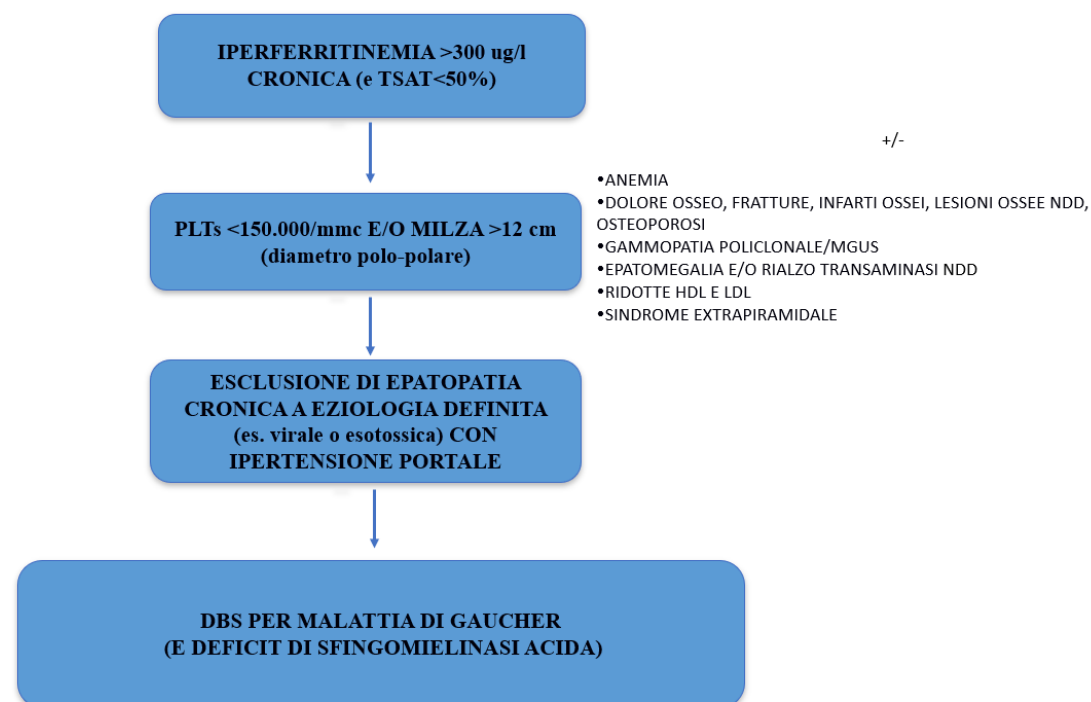 IPERFERRITINEMIA >300 ug/l
CRONICA (e TSAT<50%)
+/-
PLTs <150.000/mmc E/O MILZA >12 cm
(diametro polo-polare)
•ANEMIA
•DOLORE OSSEO, FRATTURE, INFARTI OSSEI, LESIONI OSSEE NDD,
OSTEOPOROSI
•GAMMOPATIA POLICLONALE/MGUS
•EPATOMEGALIA E/O RIALZO TRANSAMINASI NDD
•RIDOTTE HDL E LDL
•SINDROME EXTRAPIRAMIDALE
ESCLUSIONE DI EPATOPATIA
CRONICA A EZIOLOGIA DEFINITA
(es. virale o esotossica) CON
IPERTENSIONE PORTALE
DBS PER MALATTIA DI GAUCHER
(E DEFICIT DI SFINGOMIELINASI ACIDA)